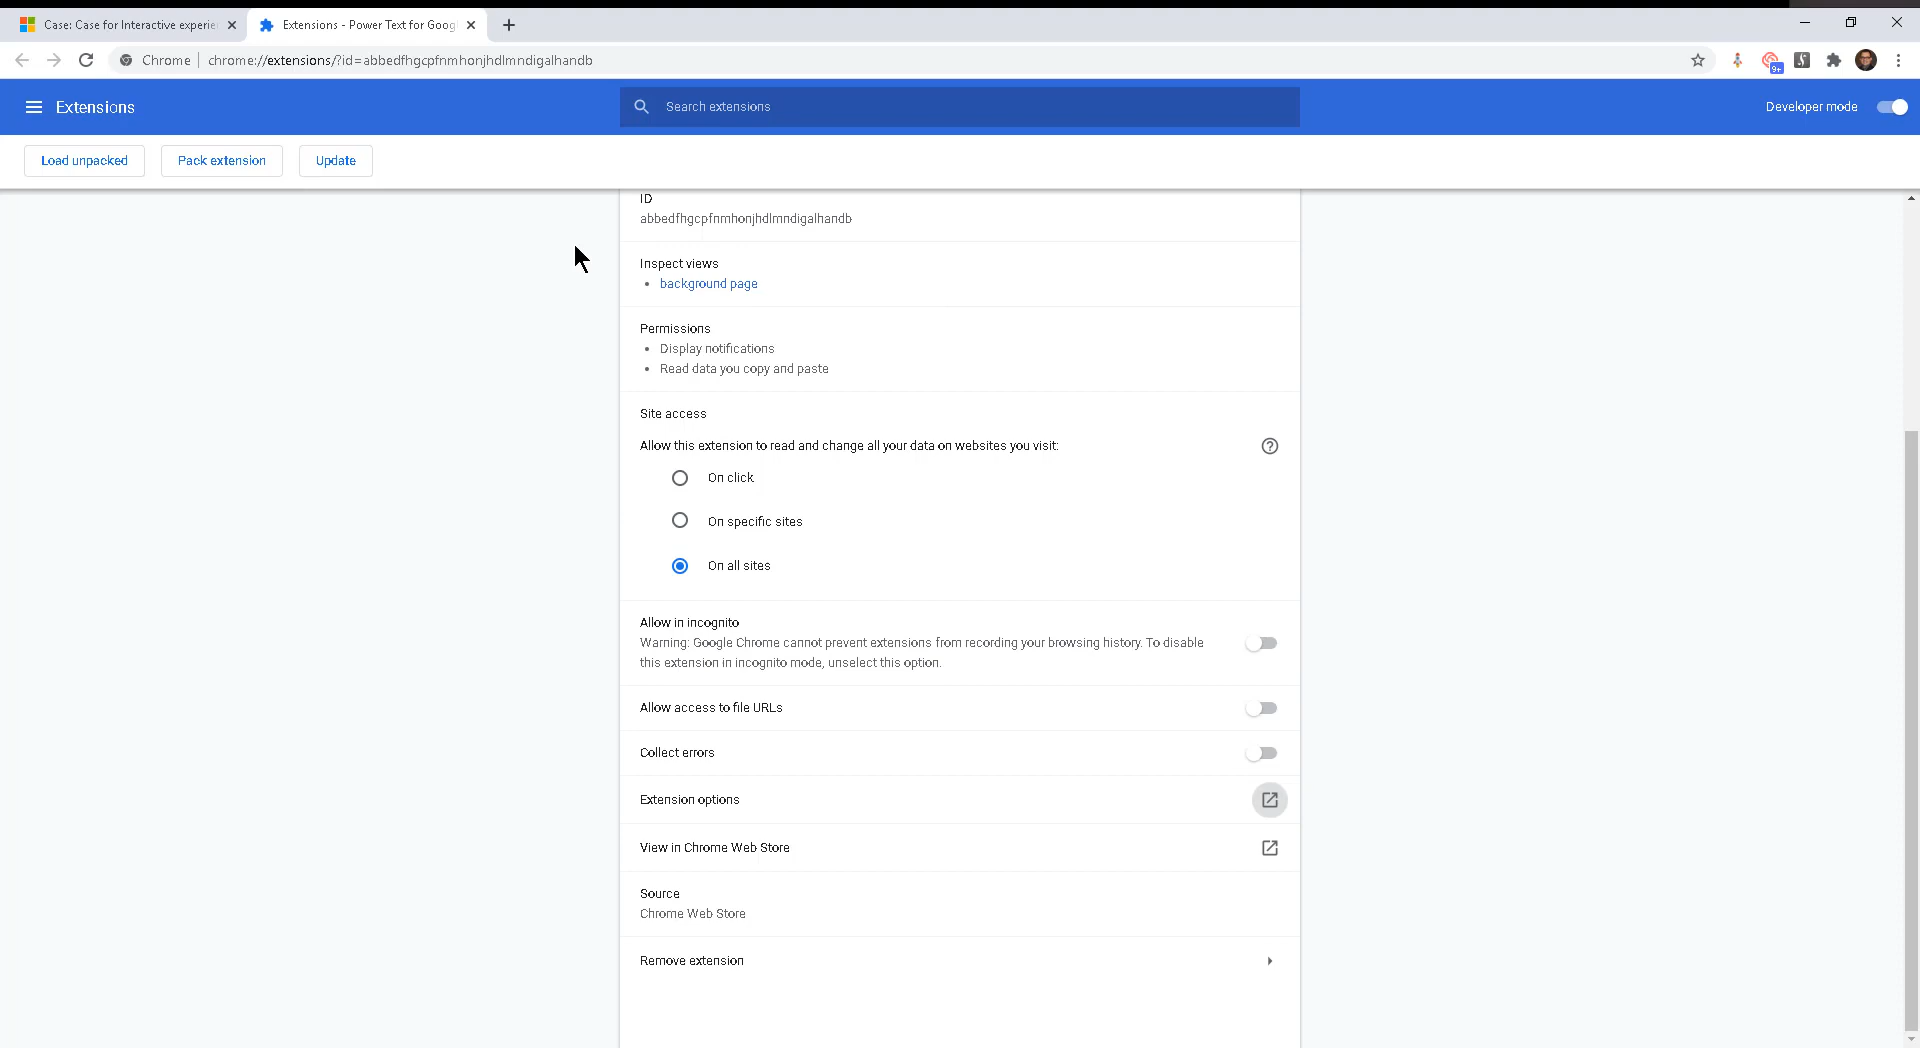 Case: Case for Interactive experie
Extensions - Power Text for Goog
Chrome
chrome://extensions/?id=abbedfhgcpfnmhonjhdlmndigalhandb
9+
Extensions
Search extensions
Developer mode
Load unpacked
Pack extension
Update
ID
abbedfhgcpfnmhonjhdlmndigalhandb
Inspect views
background page
Permissions
Display notifications
Read data you copy and paste
Site access
Allow this extension to read and change all your data on websites you visit:
On click
On specific sites
On all sites
Allow in incognito
Warning: Google Chrome cannot prevent extensions from recording your browsing history. To disable
this extension in incognito mode, unselect this option.
Allow access to file URLs
Collect errors
Extension options
View in Chrome Web Store
Source
Chrome Web Store
Remove extension